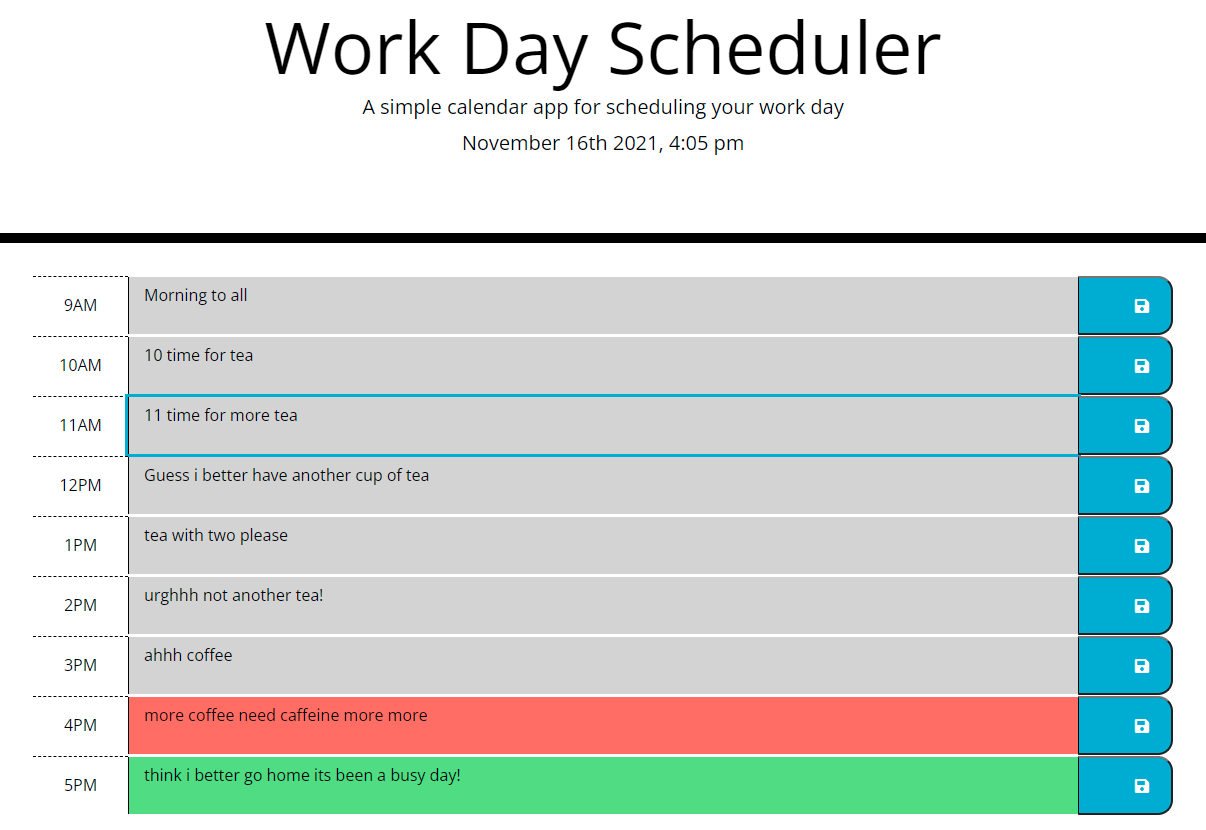 Work Day Scheduler
A simple calendar app for scheduling your work day
November 16th 2021, 4:05 pm
9AM Morning to all
10AM 10 time for tea
11AM 11 time for more tea
12PM Guess i better have another cup of tea
1PM tea with two please
2PM urghhh not another tea!
3PM ahhh coffee
4PM more coffee need caffeine more more
5PM think i better go home its been a busy day!